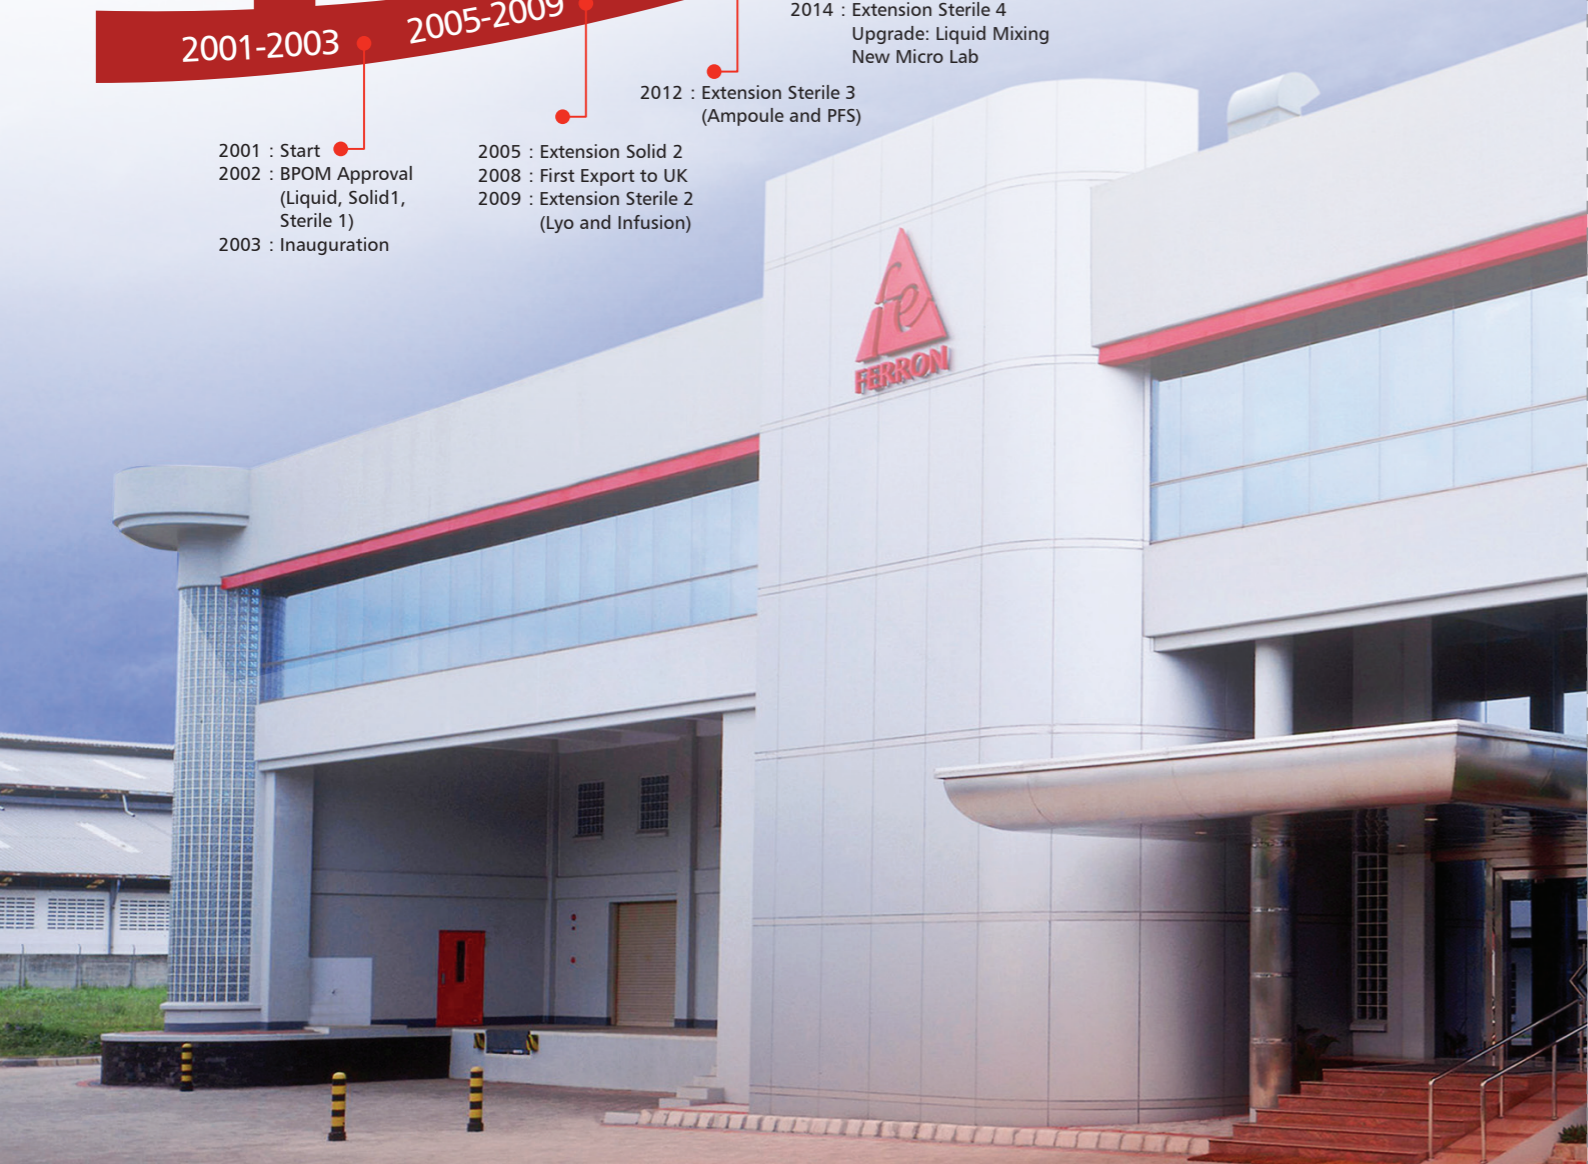 2001-2003
2005-2009
2001 : Start
2002 : BPOM Approval
(Liquid, Solid1,
Sterile 1)
2003 : Inauguration
2005 : Extension Solid 2
2008 : First Export to UK
2009 : Extension Sterile 2
(Lyo and Infusion)
2012 : Extension Sterile 3
(Ampoule and PFS)
2014 : Extension Sterile 4
Upgrade: Liquid Mixing
New Micro Lab
fe
FERRON